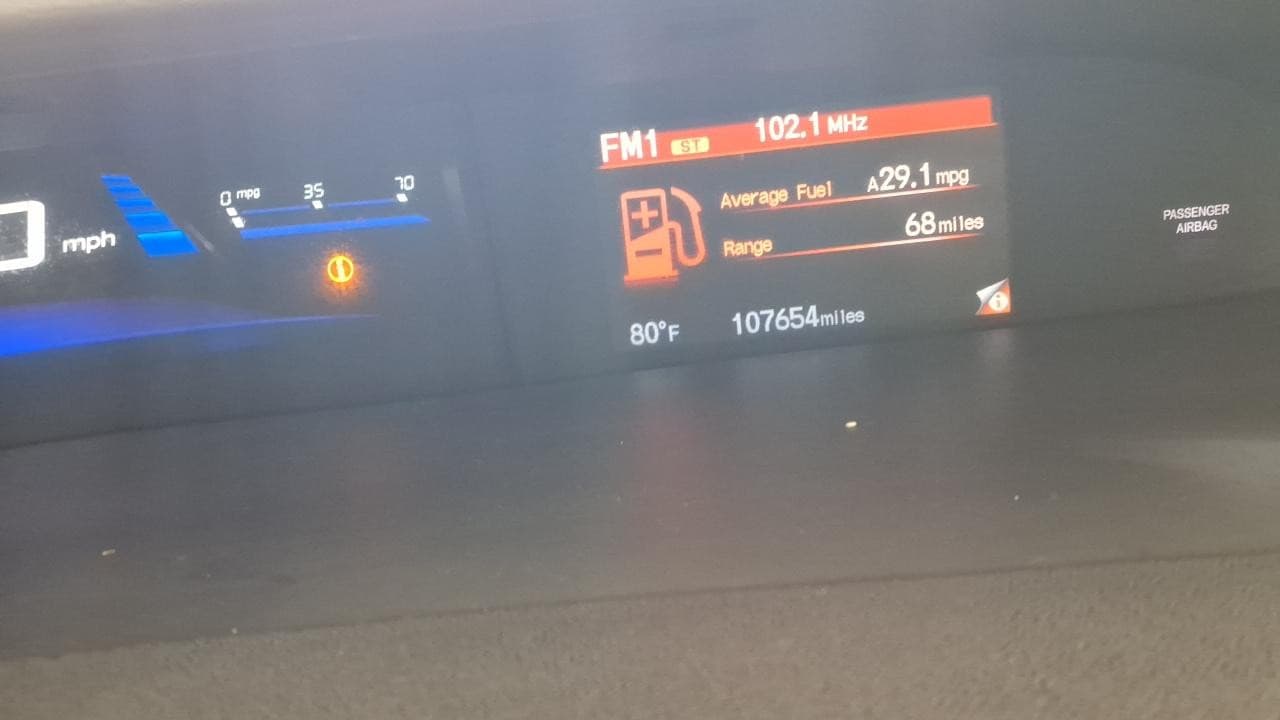 0 mph
0 mpg 35 70
FM1 ST 102.1 MHz
Average Fuel A29.1 mpg
Range 68 miles
80°F 107654 miles
i
PASSENGER
AIRBAG